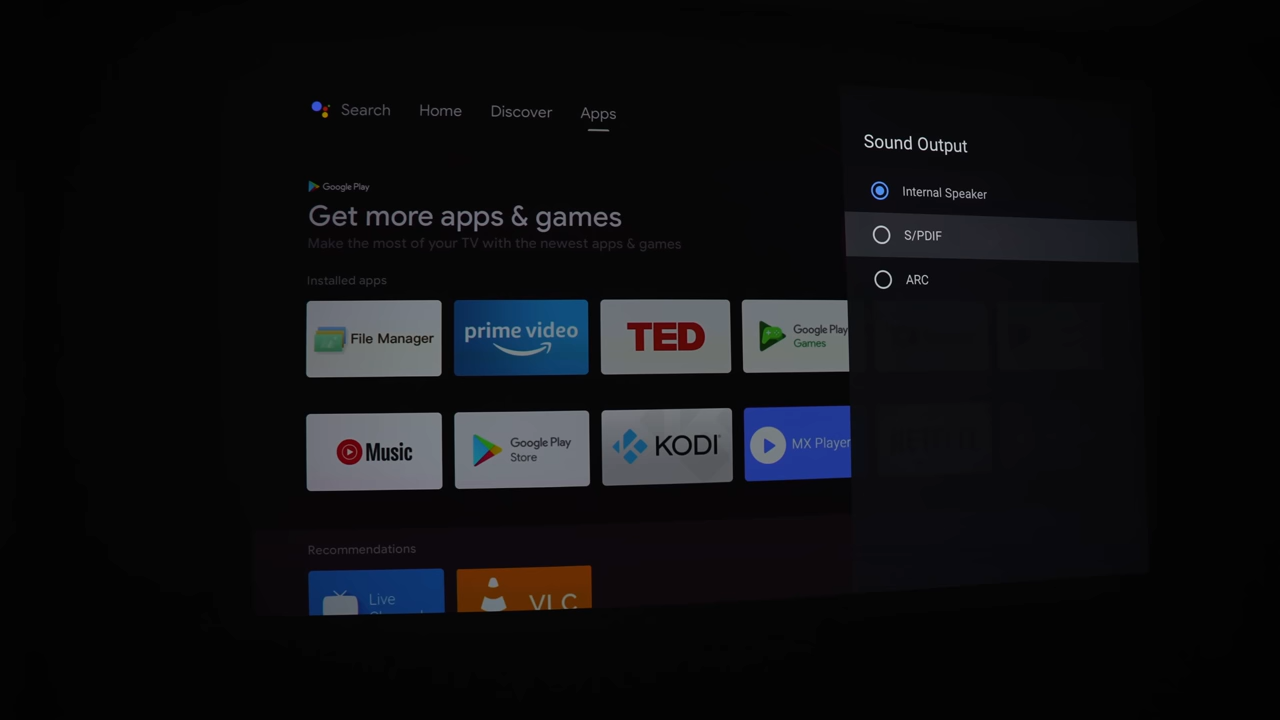 Search Home Discover Apps
Google Play
Get more apps & games
Make the most of your TV with the newest apps & games
Installed apps
File Manager
prime video
TED
Google Play
Games
Music
Google Play
Store
KODI
MX Player
Recommendations
Live
VLC
Sound Output
Internal Speaker
S/PDIF
ARC